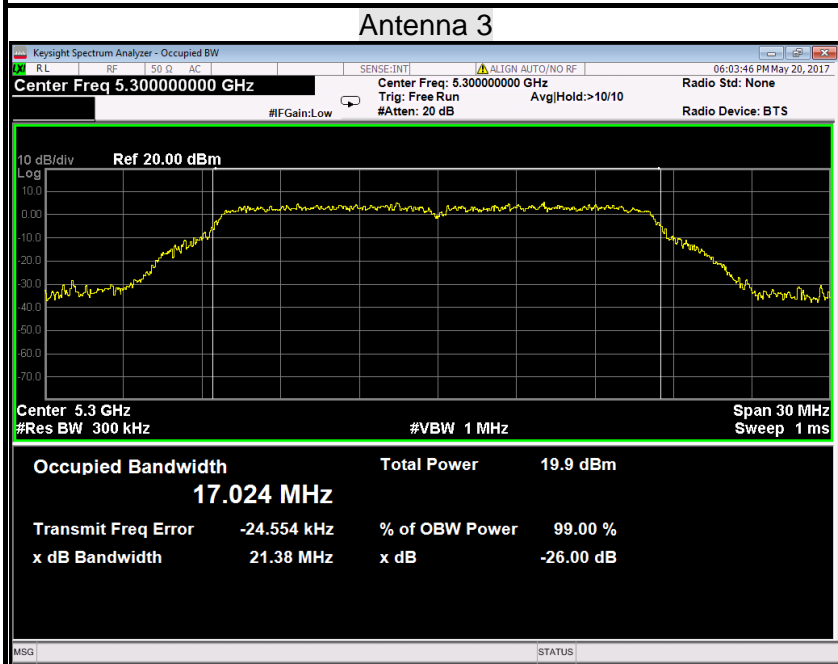 Antenna 3
Keysight Spectrum Analyzer - Occupied BW
LXI RL RF 50 Ω AC SENSE:INT ALIGN AUTO/NO RF 06:03:46 PM May 20, 2017
Center Freq 5.300000000 GHz Center Freq: 5.300000000 GHz Radio Std: None
Trig: Free Run Avg|Hold:>10/10
#IFGain:Low #Atten: 20 dB Radio Device: BTS
10 dB/div Ref 20.00 dBm
Log
10.0
0.00
-10.0
-20.0
-30.0
-40.0
-50.0
-60.0
-70.0
Center 5.3 GHz Span 30 MHz
#Res BW 300 kHz #VBW 1 MHz Sweep 1 ms
Occupied Bandwidth Total Power 19.9 dBm
17.024 MHz
Transmit Freq Error -24.554 kHz % of OBW Power 99.00 %
x dB Bandwidth 21.38 MHz x dB -26.00 dB
MSG STATUS